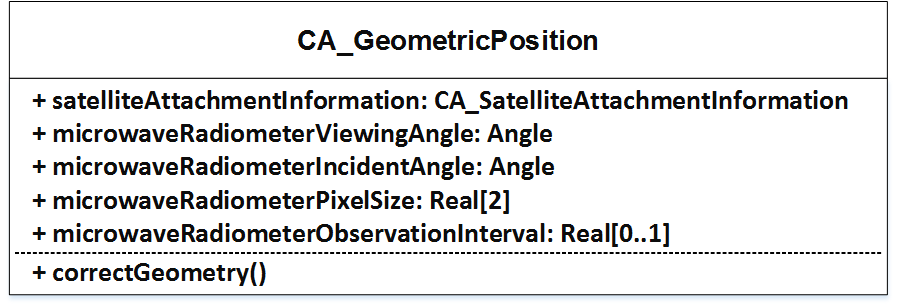 CA_GeometricPosition
+ satelliteAttachmentInformation: CA_SatelliteAttachmentInformation
+ microwaveRadiometerViewingAngle: Angle
+ microwaveRadiometerIncidentAngle: Angle
+ microwaveRadiometerPixelSize: Real[2]
+ microwaveRadiometerObservationInterval: Real[0..1]
+ correctGeometry()